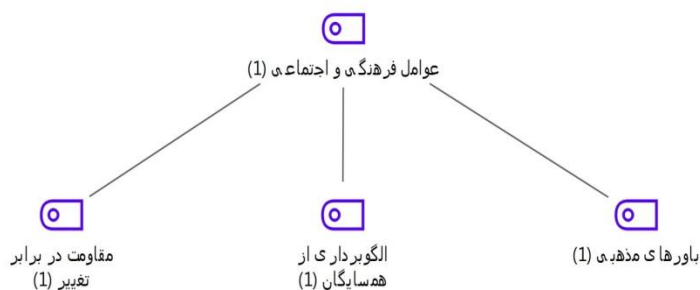 عوامل فرهنگی و اجتماعی (1)
باورهای مذهبی (1)
الگوبرداری از
همسایگان (1)
مقاومت در برابر
تغییر (1)